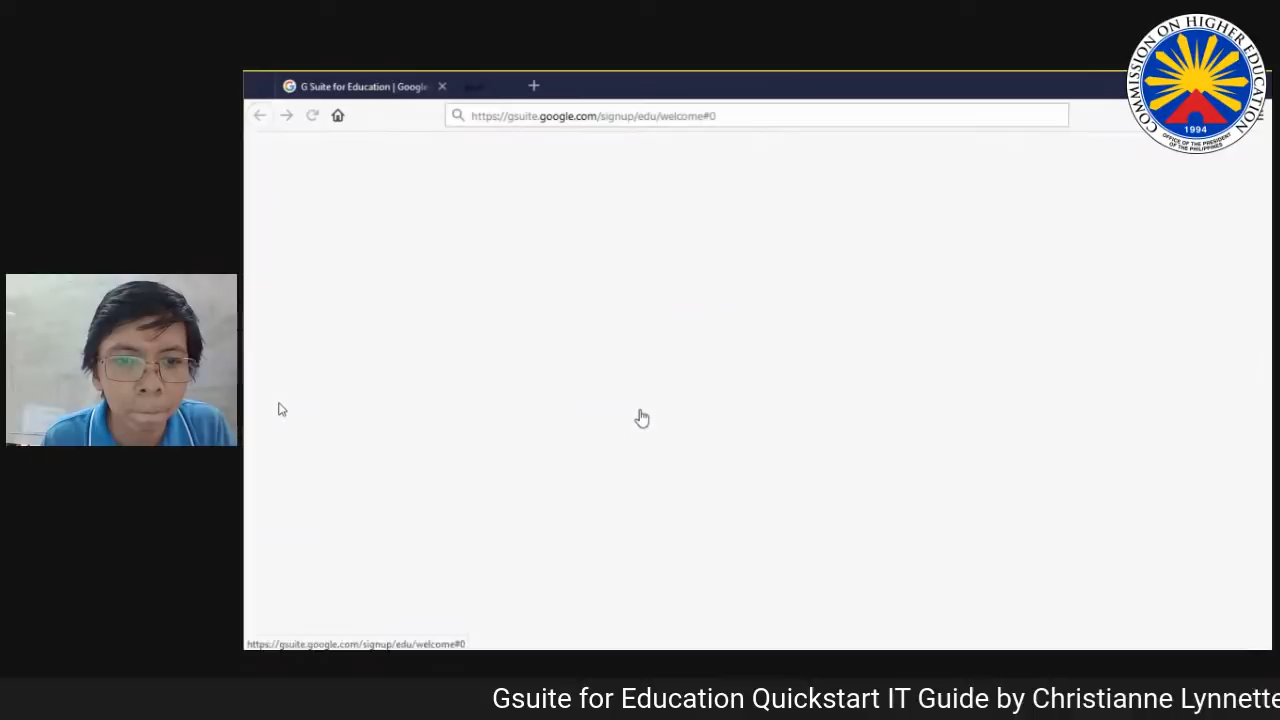 COMMISSION ON HIGHER EDUCATION
1994
OFFICE OF THE PRESIDENT
OF THE PHILIPPINES
G Suite for Education | Google
https://gsuite.google.com/signup/edu/welcome#0
https://gsuite.google.com/signup/edu/welcome#0
Gsuite for Education Quickstart IT Guide by Christianne Lynnette